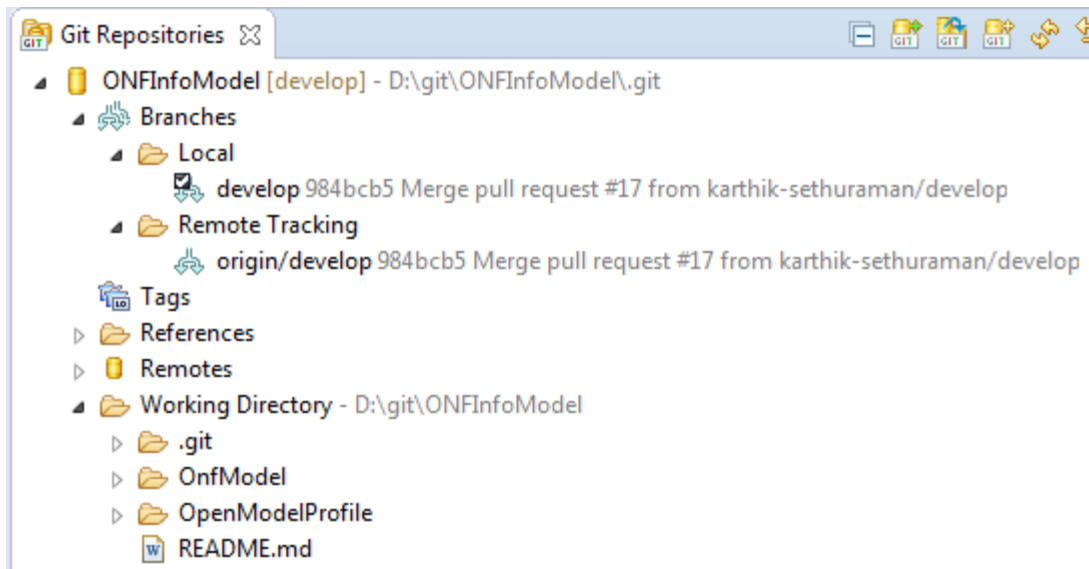 Git Repositories
ONFInfoModel [develop] - D:\git\ONFInfoModel\.git
Branches
Local
develop 984bcb5 Merge pull request #17 from karthik-sethuraman/develop
Remote Tracking
origin/develop 984bcb5 Merge pull request #17 from karthik-sethuraman/develop
Tags
References
Remotes
Working Directory - D:\git\ONFInfoModel
.git
OnfModel
OpenModelProfile
README.md